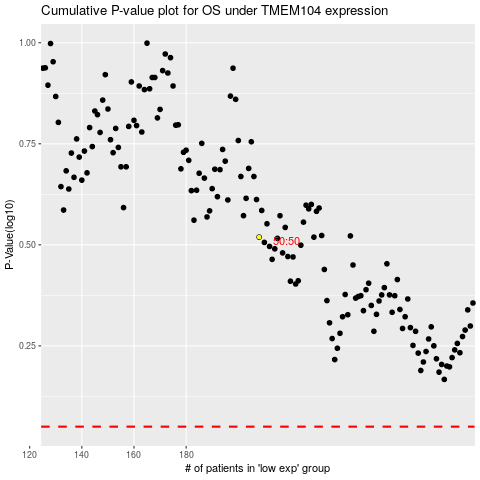 Cumulative P-value plot for OS under TMEM104 expression
P-Value(log10)
1.00
0.75
0.50
0.25
50:50
120 140 160 180
# of patients in 'low exp' group